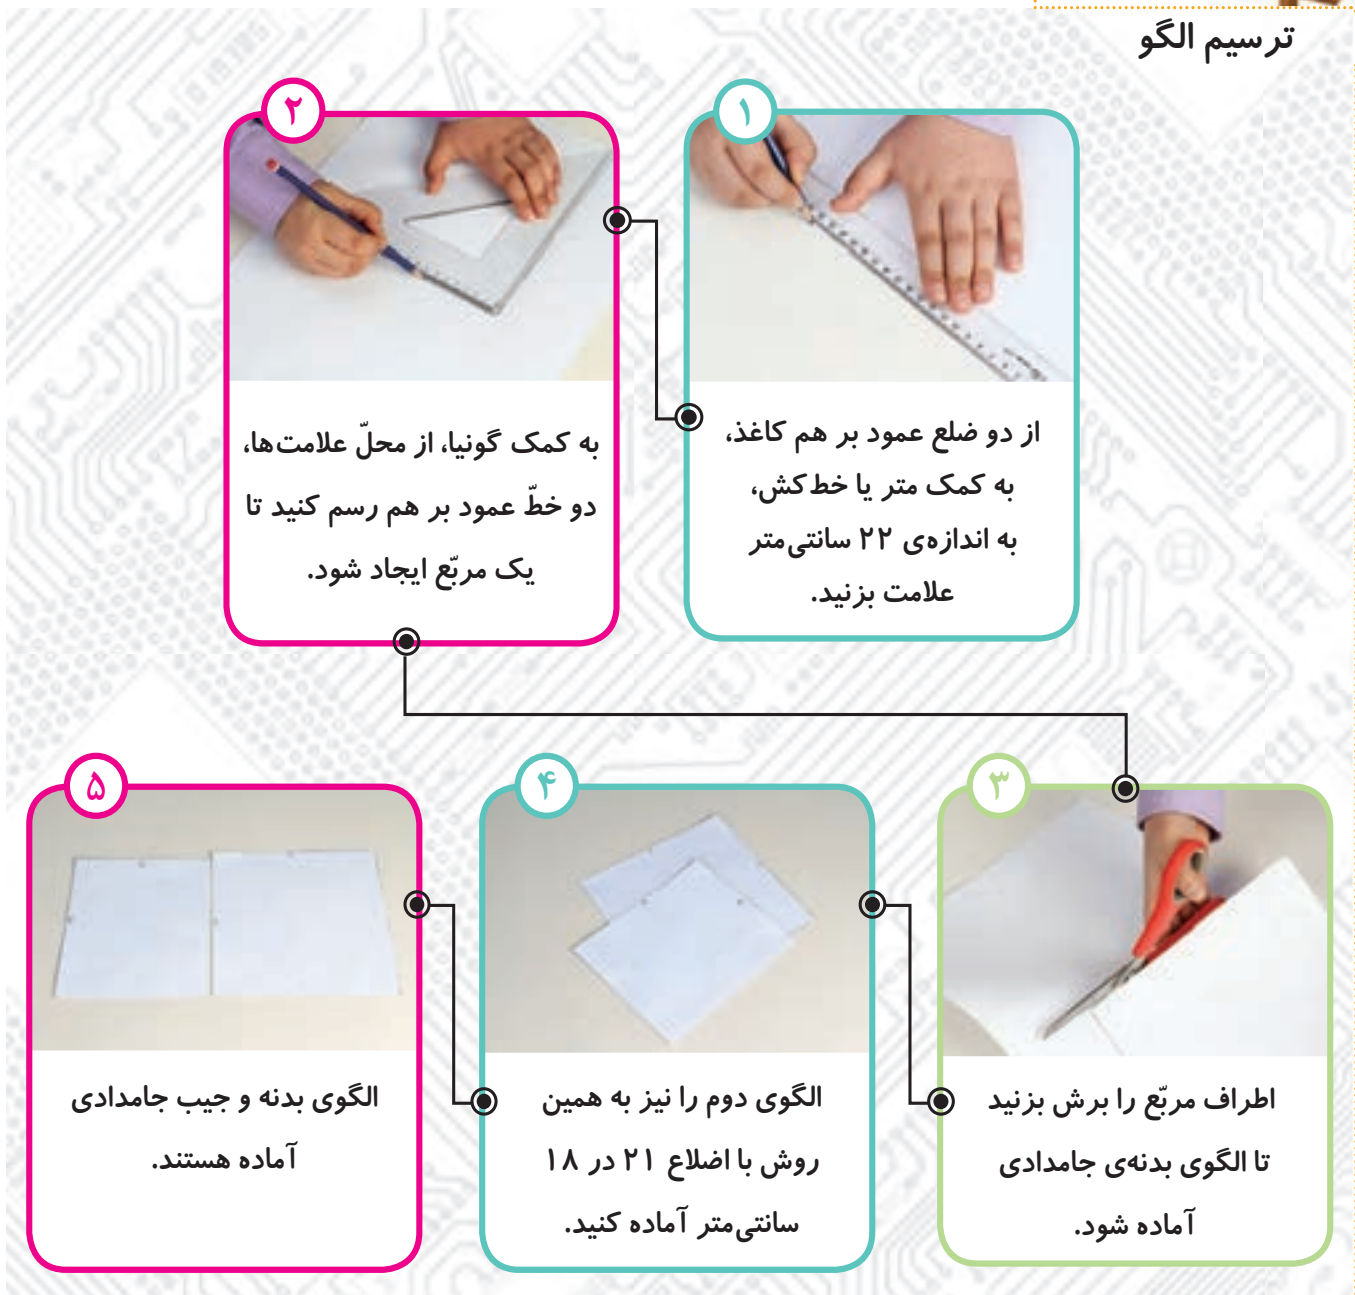 ترسیم الگو
۱
از دو ضلع عمود بر هم کاغذ،
به کمک متر یا خط‌کش،
به اندازه‌ی ۲۲ سانتی‌متر
علامت بزنید.
۲
به کمک گونیا، از محلّ علامت‌ها،
دو خطّ عمود بر هم رسم کنید تا
یک مربّع ایجاد شود.
۳
اطراف مربّع را برش بزنید
تا الگوی بدنه‌ی جامدادی
آماده شود.
۴
الگوی دوم را نیز به همین
روش با اضلاع ۲۱ در ۱۸
سانتی‌متر آماده کنید.
۵
الگوی بدنه و جیب جامدادی
آماده هستند.